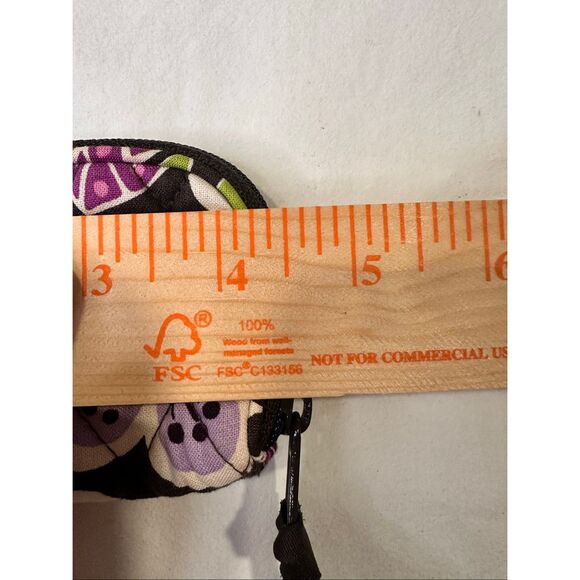 3 4 5 6
®
100%
Wood from well-
managed forests
FSC
FSC® C133156
NOT FOR COMMERCIAL US